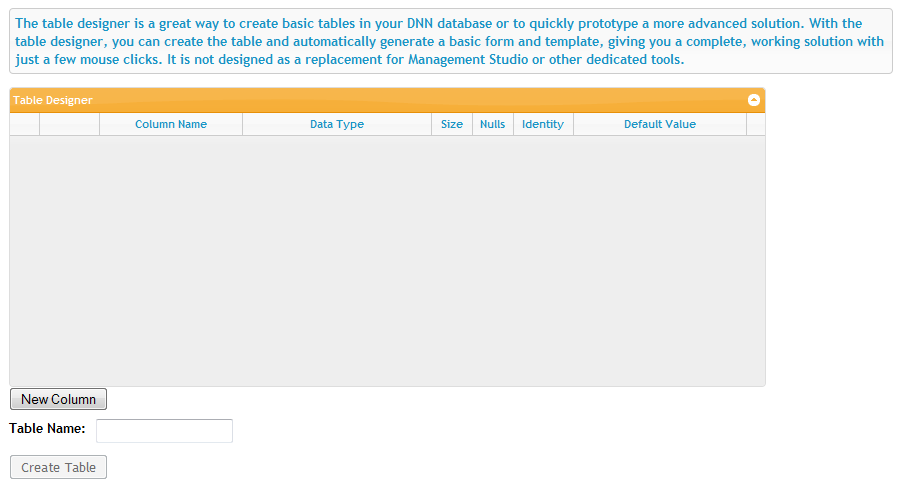 The table designer is a great way to create basic tables in your DNN database or to quickly prototype a more advanced solution. With the
table designer, you can create the table and automatically generate a basic form and template, giving you a complete, working solution with
just a few mouse clicks. It is not designed as a replacement for Management Studio or other dedicated tools.
Table Designer
Column Name Data Type Size Nulls Identity Default Value
New Column
Table Name:
Create Table